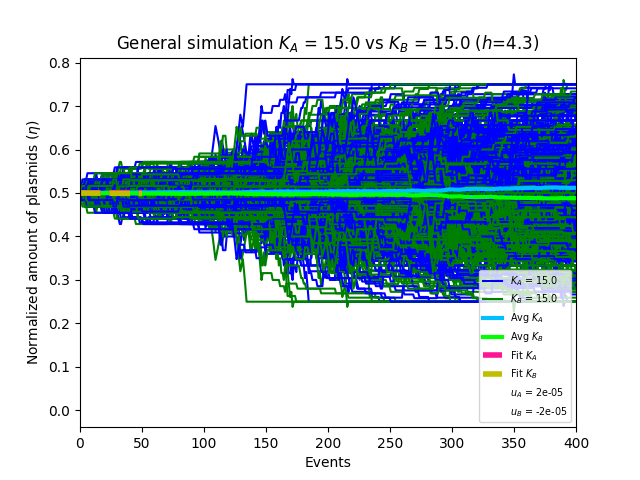 General simulation K_A = 15.0 vs K_B = 15.0 (h=4.3)
Normalized amount of plasmids (η)
0.8
0.7
0.6
0.5
0.4
0.3
0.2
0.1
0.0
K_A = 15.0
K_B = 15.0
Avg K_A
Avg K_B
Fit K_A
Fit K_B
u_A = 2e-05
u_B = -2e-05
0 50 100 150 200 250 300 350 400
Events